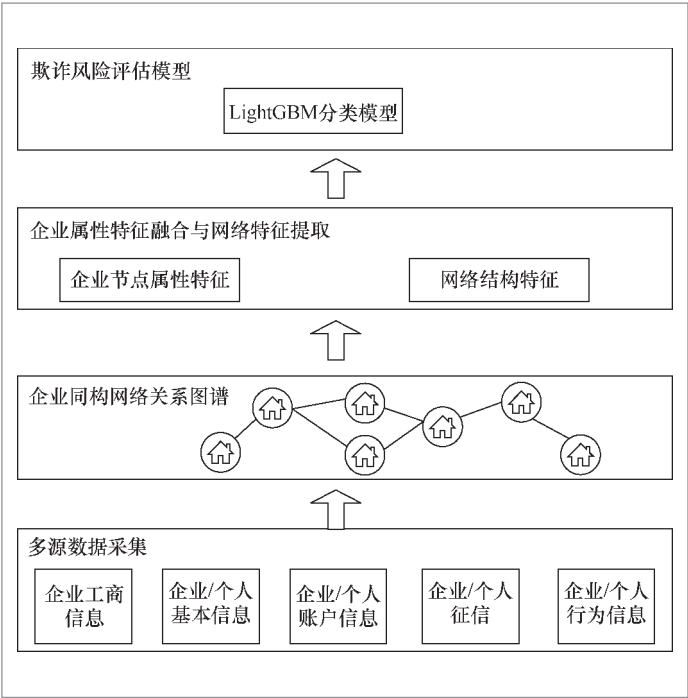 欺诈风险评估模型
LightGBM分类模型
企业属性特征融合与网络特征提取
企业节点属性特征
网络结构特征
企业同构网络关系图谱
多源数据采集
企业工商
信息
企业/个人
基本信息
企业/个人
账户信息
企业/个人
征信
企业/个人
行为信息